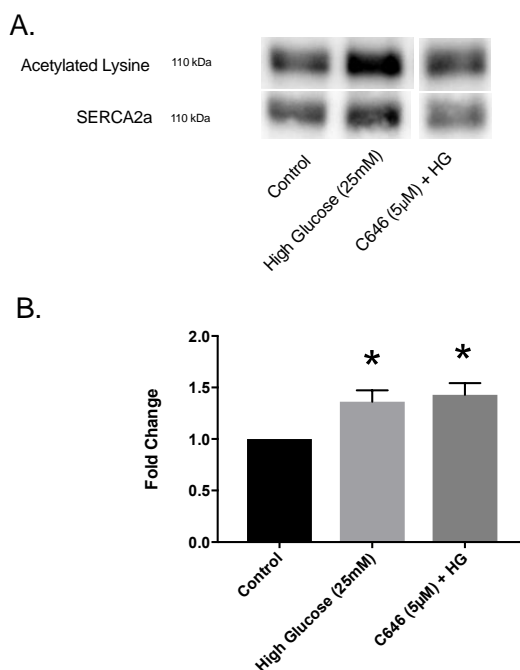 A.
Acetylated Lysine 110 kDa
SERCA2a 110 kDa
Control
High Glucose (25mM)
C646 (5µM) + HG
B.
2.0
1.5
1.0
0.5
0.0
Fold Change
* *
Control
High Glucose (25mM)
C646 (5µM) + HG